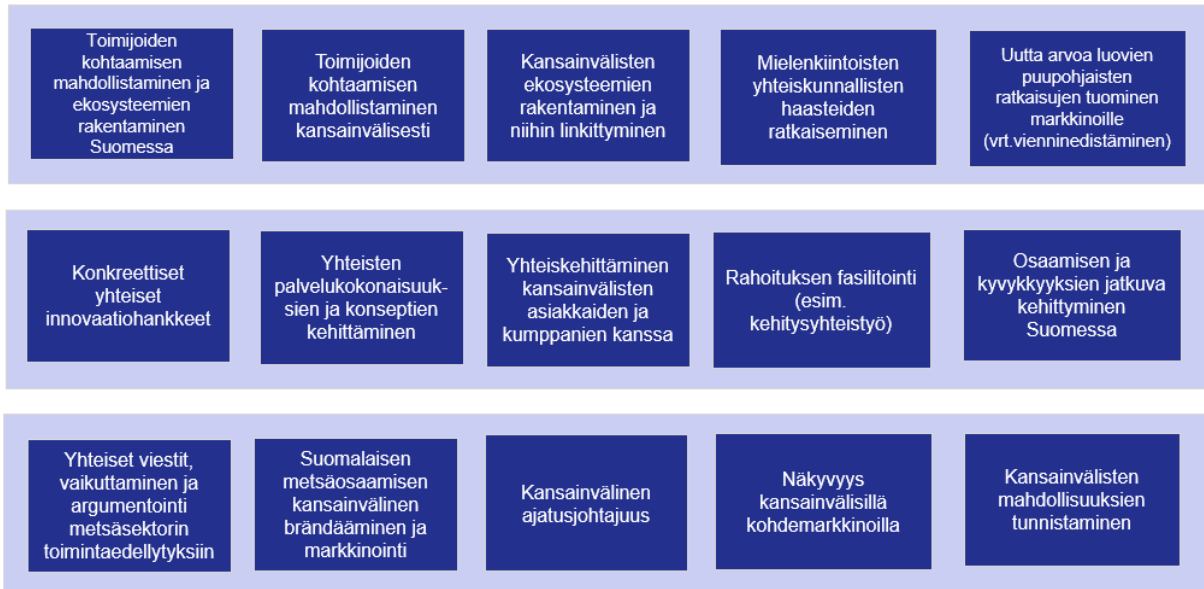 Toimijoiden
kohtaamisen
mahdollistaminen ja
ekosysteemien
rakentaminen
Suomessa
Toimijoiden
kohtaamisen
mahdollistaminen
kansainvälisesti
Kansainvälisten
ekosysteemien
rakentaminen ja
niihin linkittyminen
Mielenkiintoisten
yhteiskunnallisten
haasteiden
ratkaiseminen
Uutta arvoa luovien
puupohjaisten
ratkaisujen tuominen
markkinoille
(vrt.vienninedistäminen)
Konkreettiset
yhteiset
innovaatiohankkeet
Yhteisten
palvelukokonaisuuk-
sien ja konseptien
kehittäminen
Yhteiskehittäminen
kansainvälisten
asiakkaiden ja
kumppanien kanssa
Rahoituksen fasilitointi
(esim.
kehitysyhteistyö)
Osaamisen ja
kyvykkyyksien jatkuva
kehittyminen
Suomessa
Yhteiset viestit,
vaikuttaminen ja
argumentointi
metsäsektorin
toimintaedellytyksiin
Suomalaisen
metsäosaamisen
kansainvälinen
brändääminen ja
markkinointi
Kansainvälinen
ajatusjohtajuus
Näkyvyys
kansainvälisillä
kohdemarkkinoilla
Kansainvälisten
mahdollisuuksien
tunnistaminen